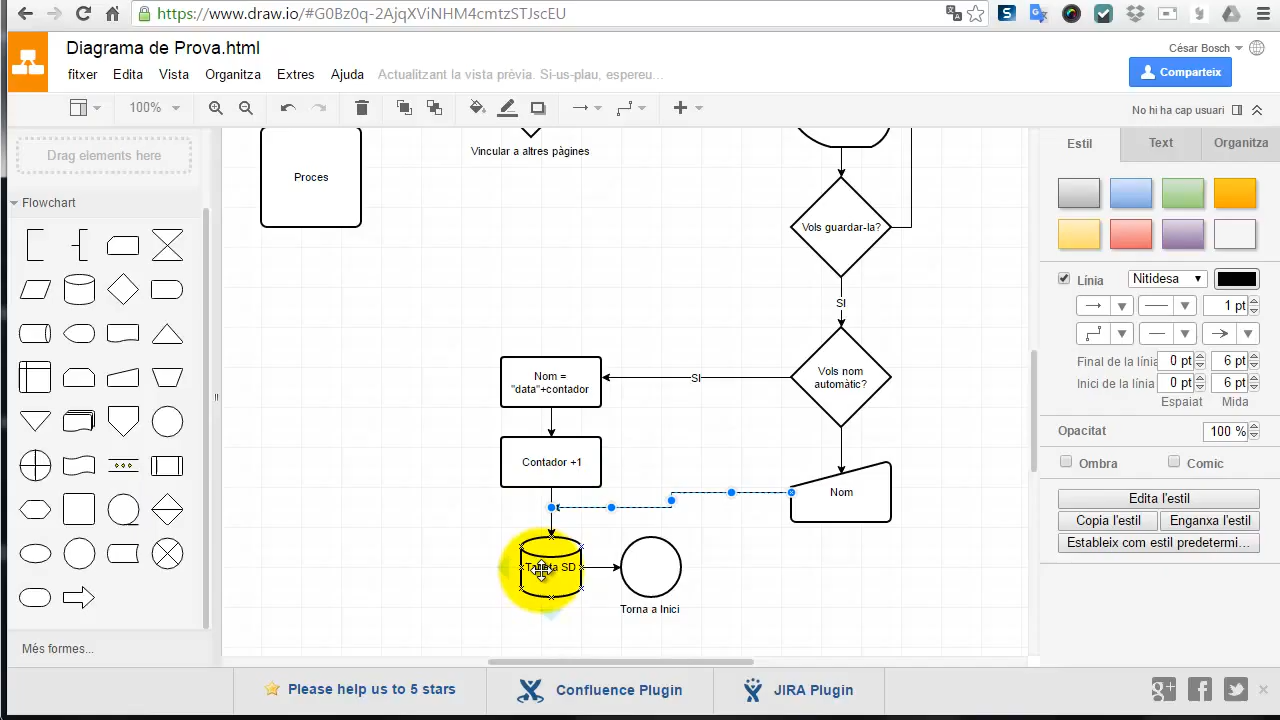 https://www.draw.io/#G0Bz0q-2AjqXViNHM4cmtzSTJscEU
Diagrama de Prova.html
César Bosch
fitxer Edita Vista Organitza Extres Ajuda Actualitzant la vista prèvia. Si-us-plau, espereu...
Comparteix
100%
No hi ha cap usuari
Drag elements here
Flowchart
Més formes...
Proces
Vincular a altres pàgines
Vols guardar-la?
SI
Vols nom
automàtic?
SI
Nom =
"data"+contador
Contador +1
Nom
SD
Torna a Inici
Estil Text Organitza
Línia Nitidesa
1 pt
Final de la línia 0 pt 6 pt
Inici de la línia 0 pt 6 pt
Espaiat Mida
Opacitat 100 %
Ombra Comic
Edita l'estil
Copia l'estil Enganxa l'estil
Estableix com estil predetermi...
Please help us to 5 stars Confluence Plugin JIRA Plugin